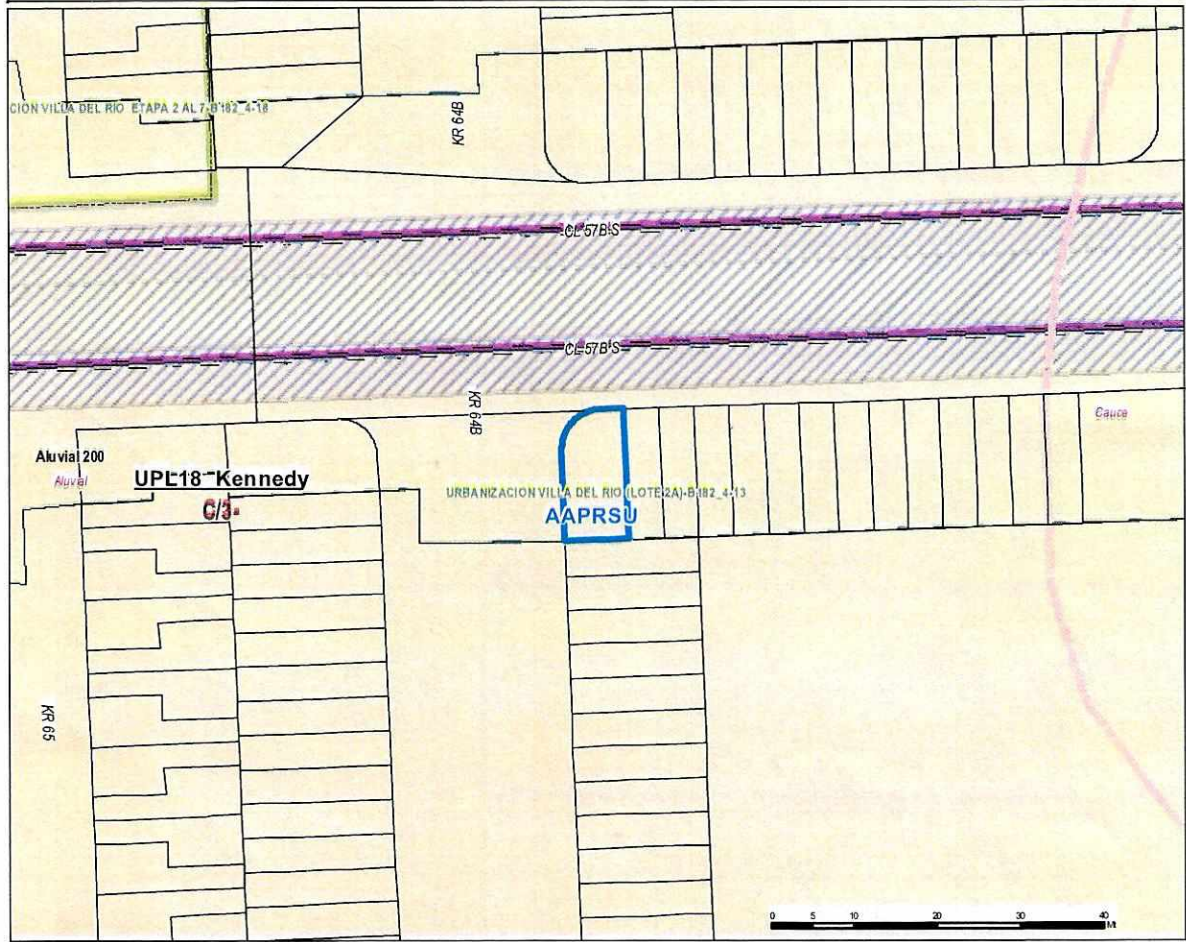 CION VILLA DEL RIO ETAPA 2 AL 7-B182_4-18
KR 64B
CL 57B S
CL 57B S
KR 64B
Cauce
Aluvial 200
Aluvial
UPL18-Kennedy
C/3
URBANIZACION VILLA DEL RIO (LOTE 2A)-B182_4-13
AAPRSU
KR 65
0 5 10 20 30 40
Mt